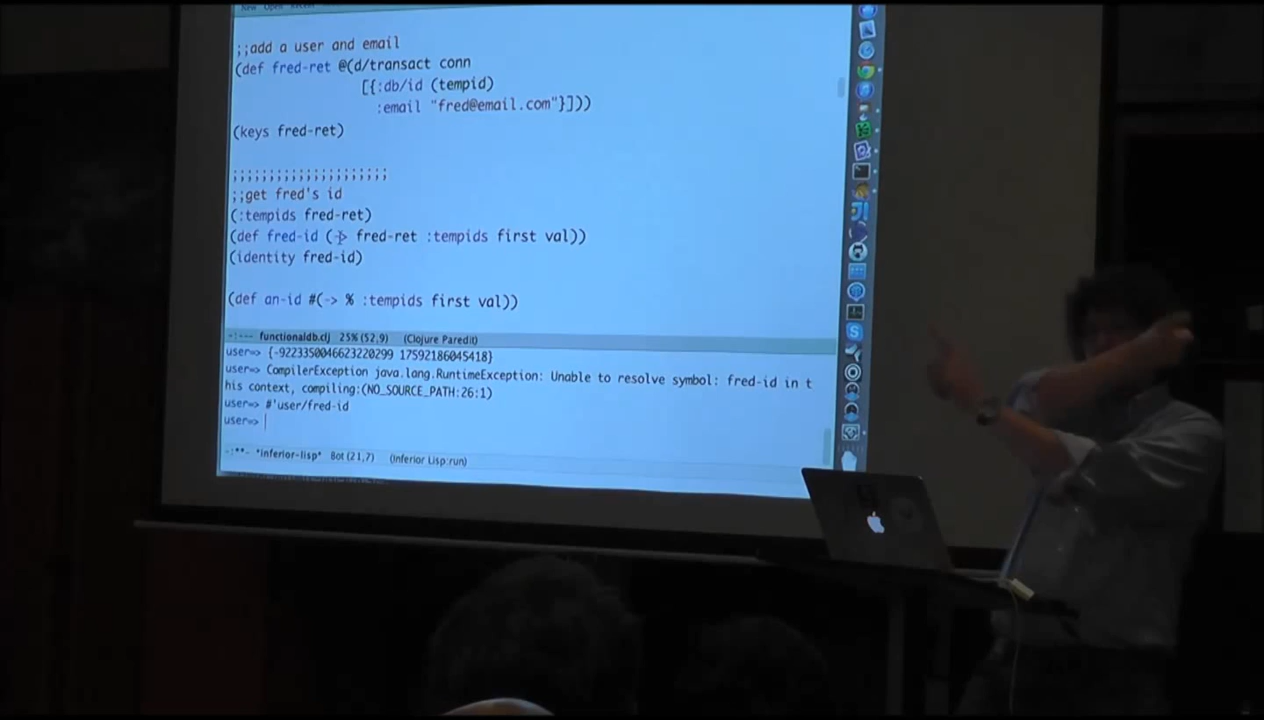 New Open Recent
;;add a user and email
(def fred-ret @(d/transact conn
[{:db/id (tempid)
:email "fred@email.com"}]))
(keys fred-ret)
;;;;;;;;;;;;;;;;;;;;;
;;get fred's id
(:tempids fred-ret)
(def fred-id (-> fred-ret :tempids first val))
(identity fred-id)
(def an-id #(-> % :tempids first val))
-:--- functionaldb.clj 25% (52,9) (Clojure Paredit)
user=> {-9223350046623220299 17592186045418}
user=> CompilerException java.lang.RuntimeException: Unable to resolve symbol: fred-id in t
his context, compiling:(NO_SOURCE_PATH:26:1)
user=> #'user/fred-id
user=>
-:**- *inferior-lisp* Bot (21,7) (Inferior Lisp:run)